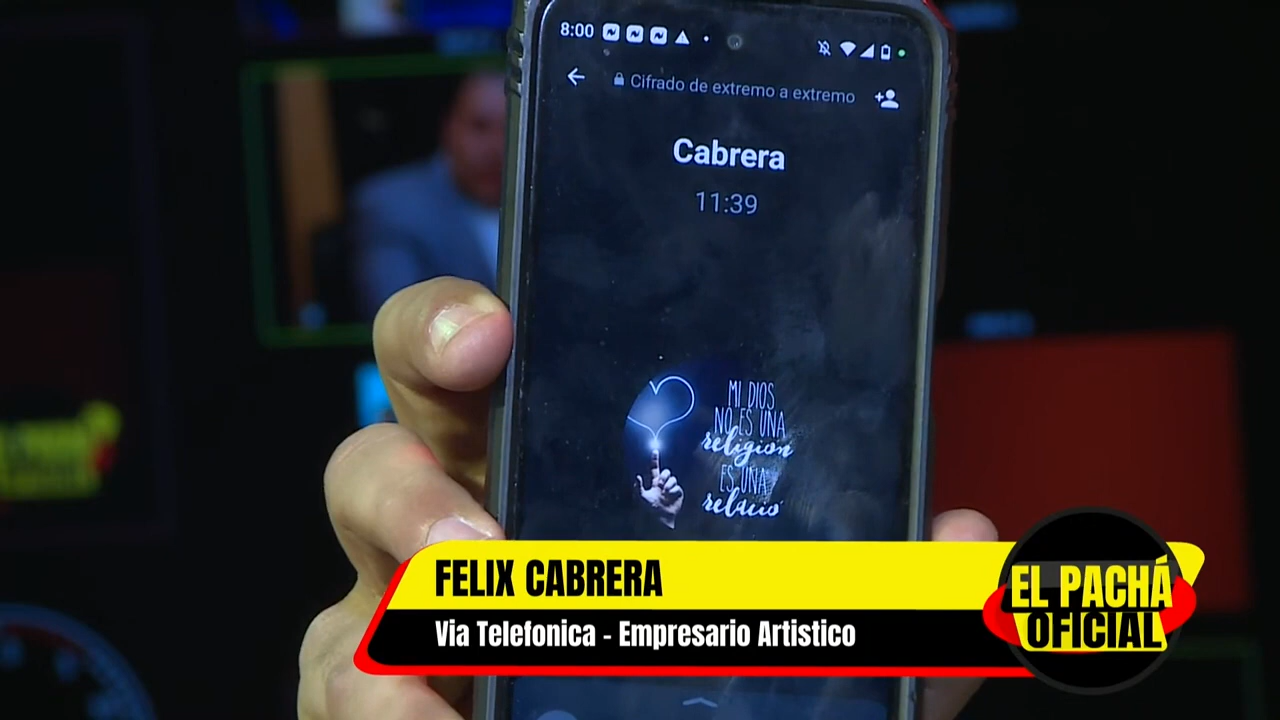 8:00
Cifrado de extremo a extremo
Cabrera
11:39
MI DIOS
NO ES UNA
religion
ES UNA
relació
FELIX CABRERA
Via Telefonica - Empresario Artistico
EL PACHÁ
OFICIAL